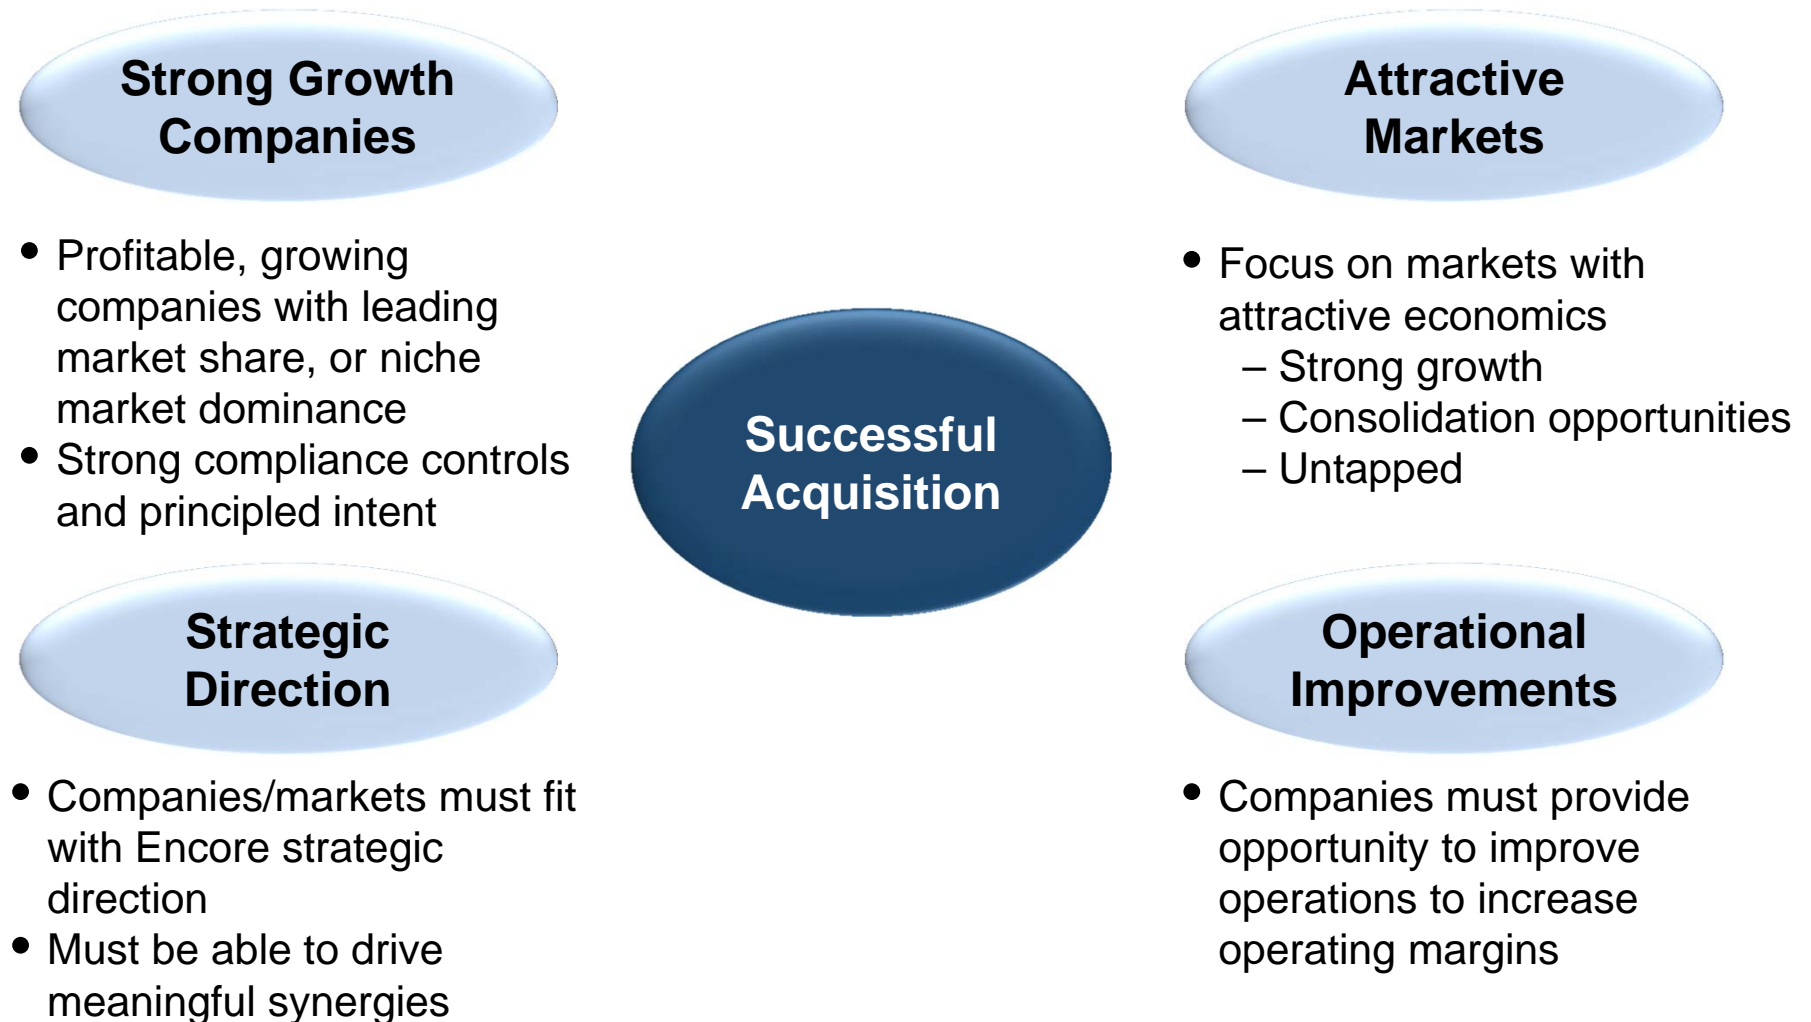 Strong Growth
Companies
• Profitable, growing
companies with leading
market share, or niche
market dominance
• Strong compliance controls
and principled intent
Attractive
Markets
• Focus on markets with
attractive economics
– Strong growth
– Consolidation opportunities
– Untapped
Successful
Acquisition
Strategic
Direction
• Companies/markets must fit
with Encore strategic
direction
• Must be able to drive
meaningful synergies
Operational
Improvements
• Companies must provide
opportunity to improve
operations to increase
operating margins